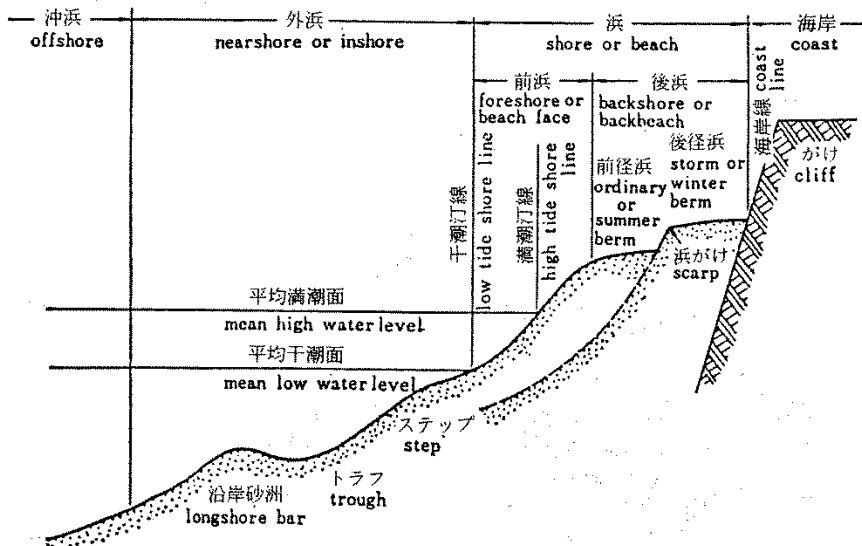 沖浜
offshore
外浜
nearshore or inshore
浜
shore or beach
海岸
coast
前浜
foreshore or
beach face
後浜
backshore or
backbeach
海岸線 coast
line
干潮汀線
low tide shore line
満潮汀線
high tide shore
line
前径浜
ordinary
or
summer
berm
後径浜
storm or
winter
berm
がけ
cliff
浜がけ
scarp
平均満潮面
mean high water level.
平均干潮面
mean low water level.
ステップ
step
トラフ
trough
沿岸砂洲
longshore bar